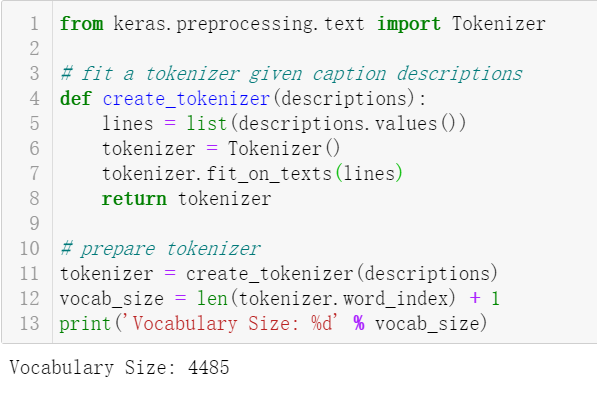 1 from keras.preprocessing.text import Tokenizer
2
3 # fit a tokenizer given caption descriptions
4 def create_tokenizer(descriptions):
5     lines = list(descriptions.values())
6     tokenizer = Tokenizer()
7     tokenizer.fit_on_texts(lines)
8     return tokenizer
9
10 # prepare tokenizer
11 tokenizer = create_tokenizer(descriptions)
12 vocab_size = len(tokenizer.word_index) + 1
13 print('Vocabulary Size: %d' % vocab_size)
Vocabulary Size: 4485